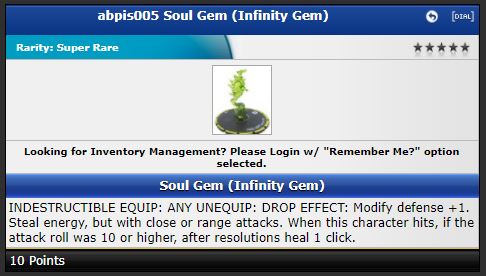 abpis005 Soul Gem (Infinity Gem)
[DIAL]
Rarity: Super Rare
Looking for Inventory Management? Please Login w/ "Remember Me?" option
selected.
Soul Gem (Infinity Gem)
INDESTRUCTIBLE EQUIP: ANY UNEQUIP: DROP EFFECT: Modify defense +1.
Steal energy, but with close or range attacks. When this character hits, if
the attack roll was 10 or higher, after resolutions heal 1 click.
10 Points